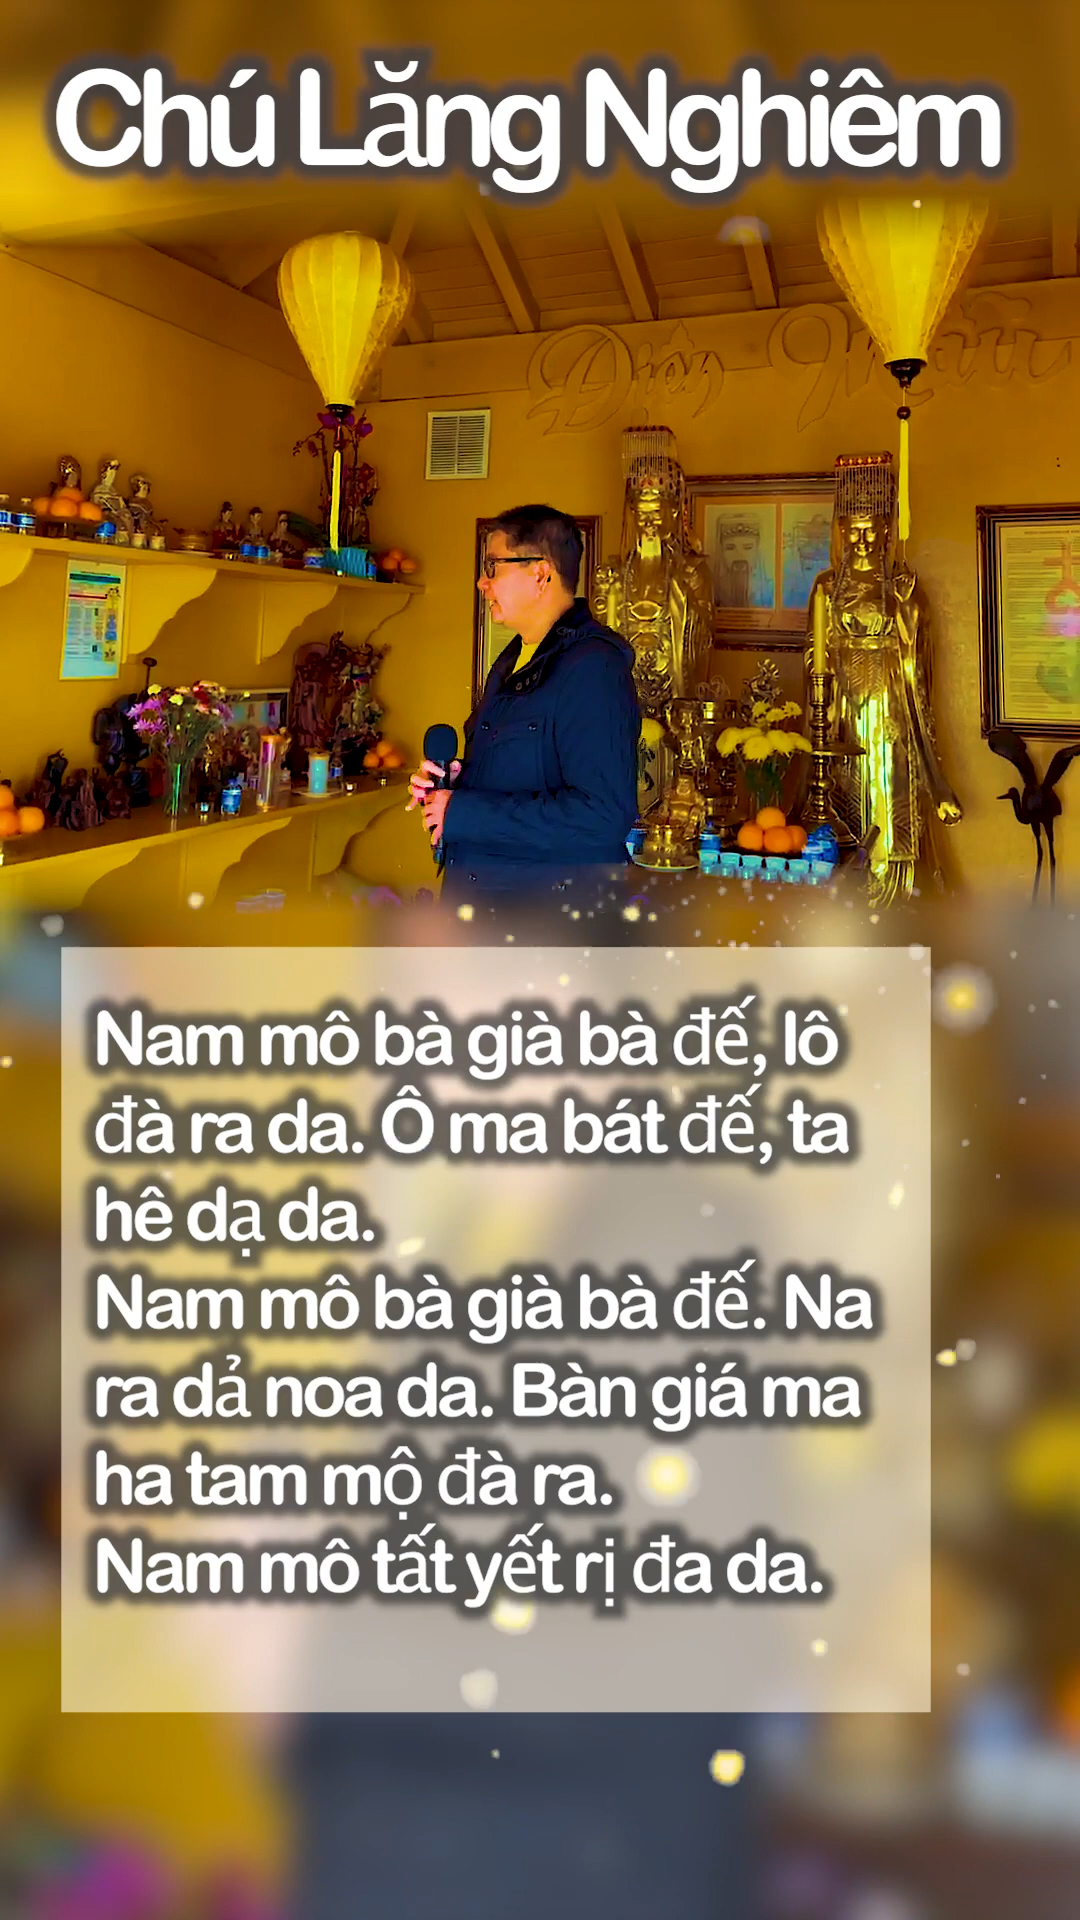 Chú Lăng Nghiêm
Điện Mẫu
Nam mô bà già bà đế, lô
đà ra da. Ô ma bát đế, ta
hê dạ da.
Nam mô bà già bà đế. Na
ra dả noa da. Bàn giá ma
ha tam mộ đà ra.
Nam mô tất yết rị đa da.